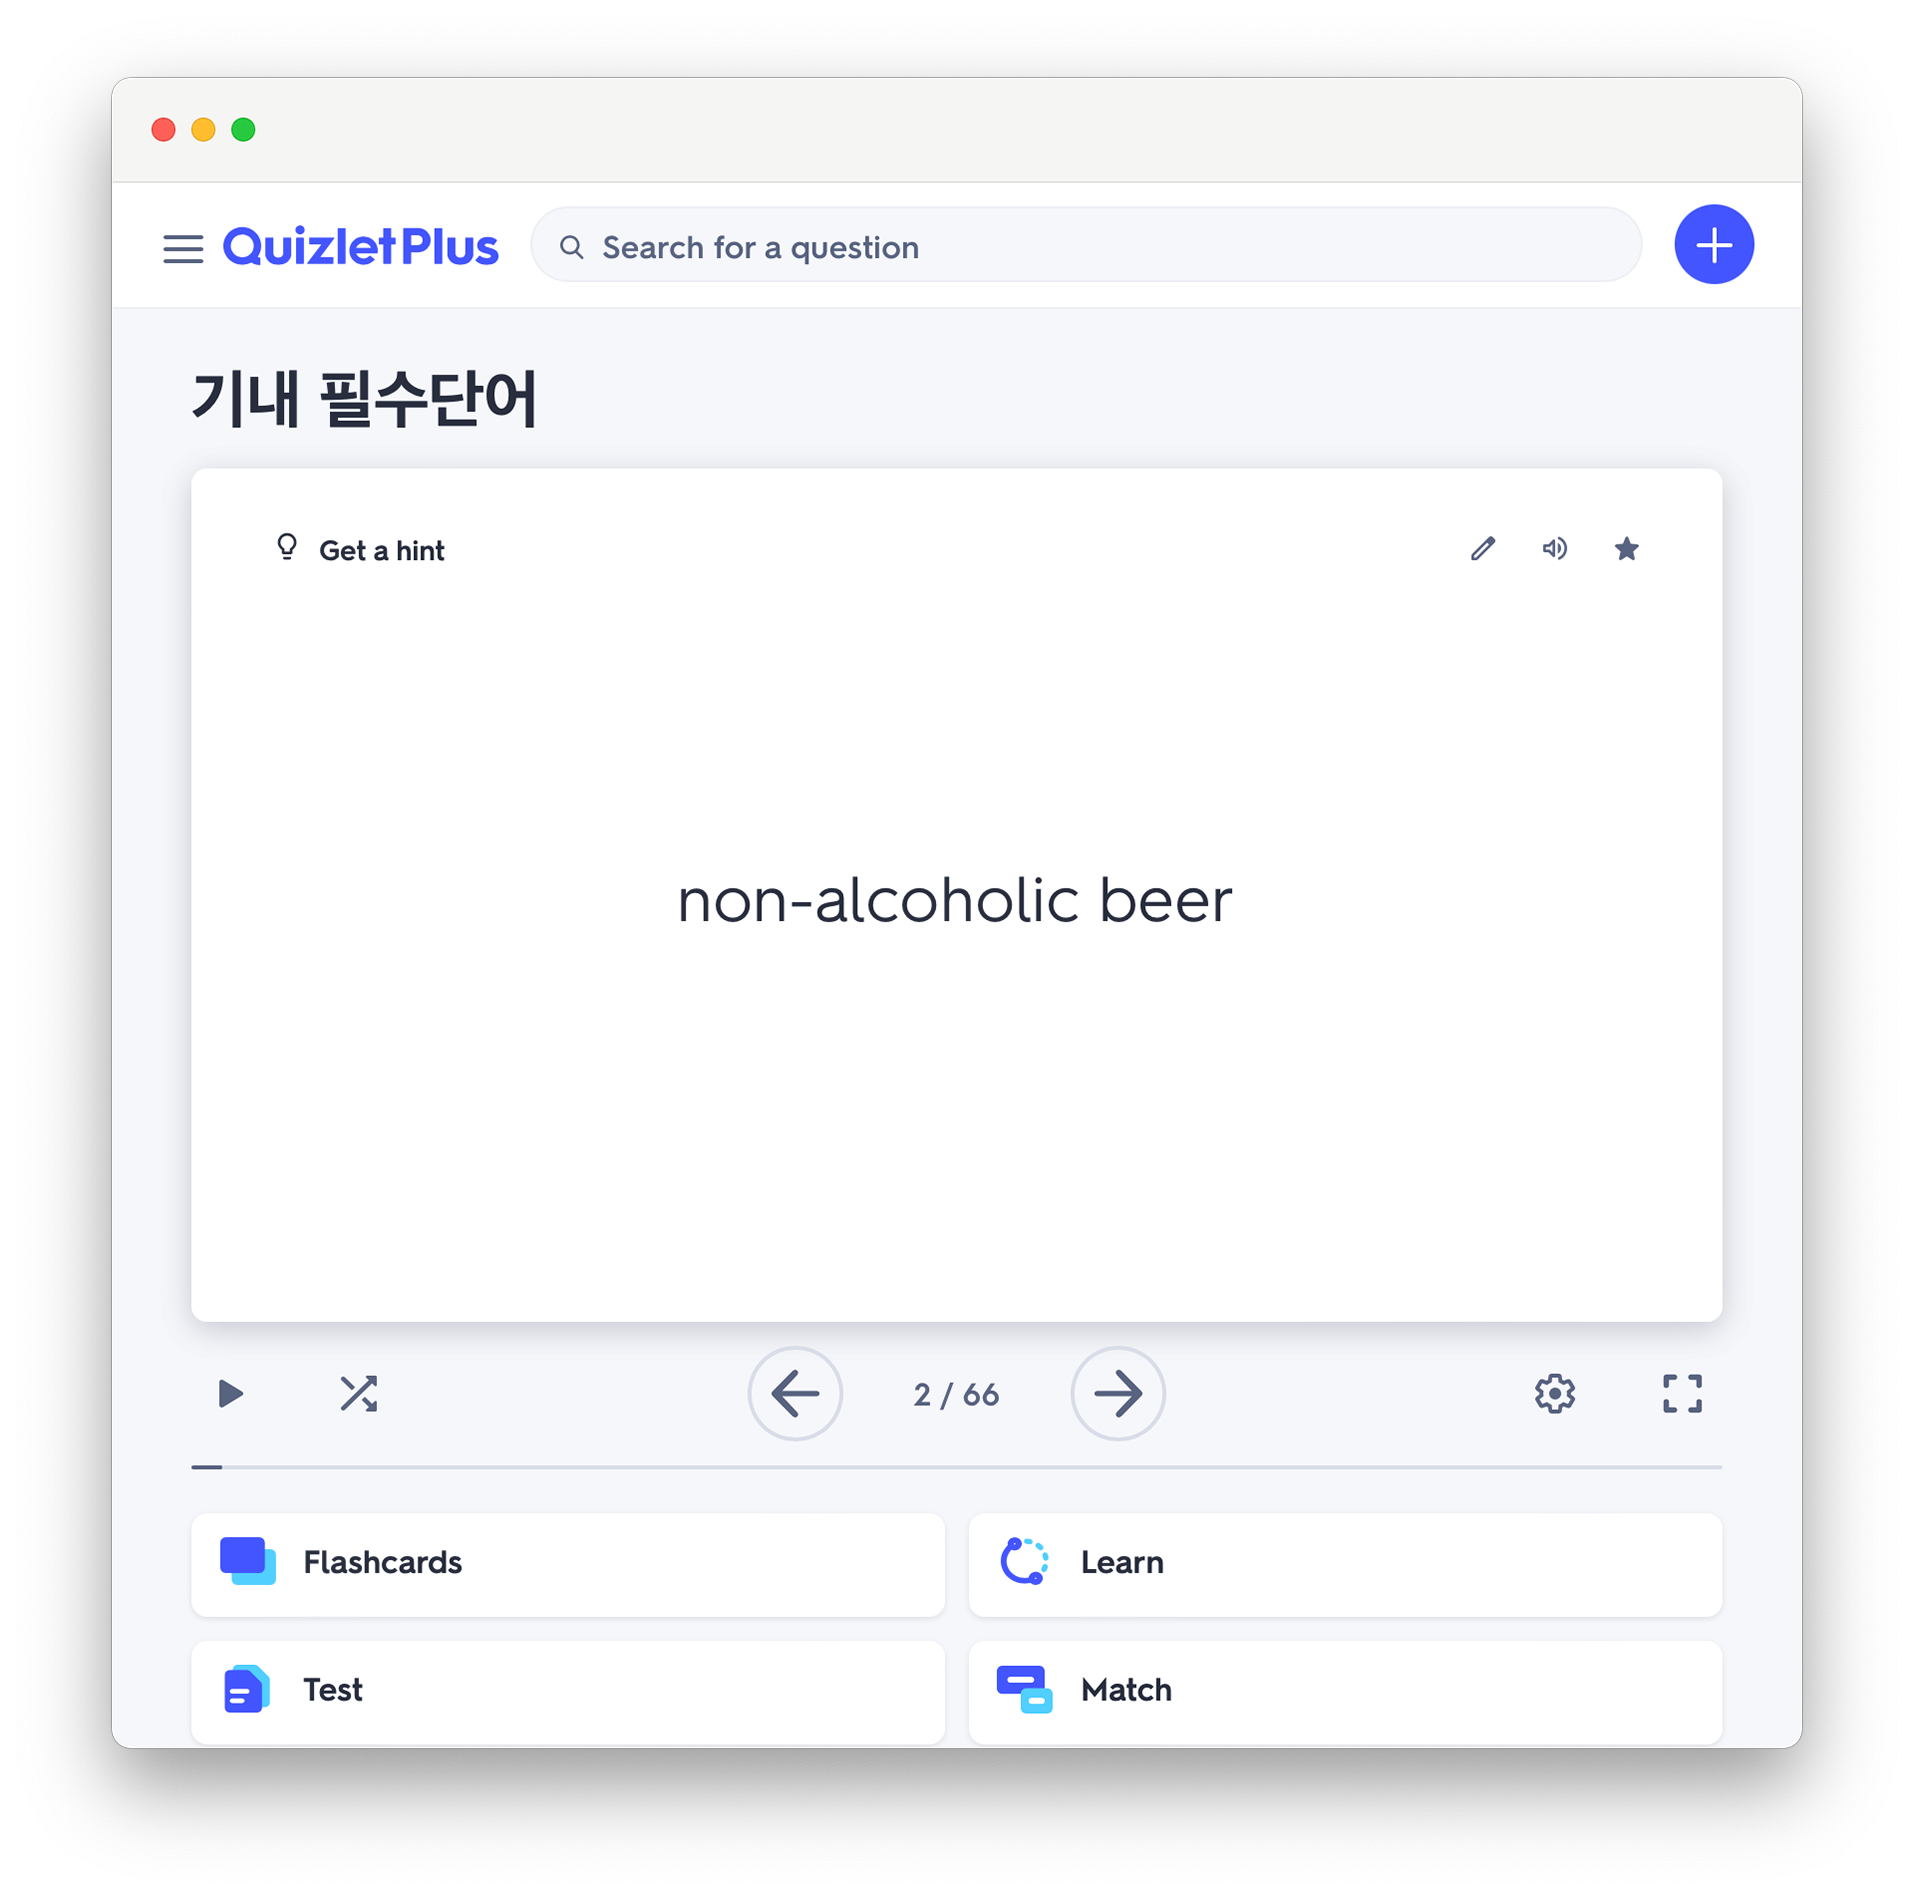 QuizletPlus
Search for a question
기내 필수단어
Get a hint
non-alcoholic beer
2 / 66
Flashcards
Learn
Test
Match